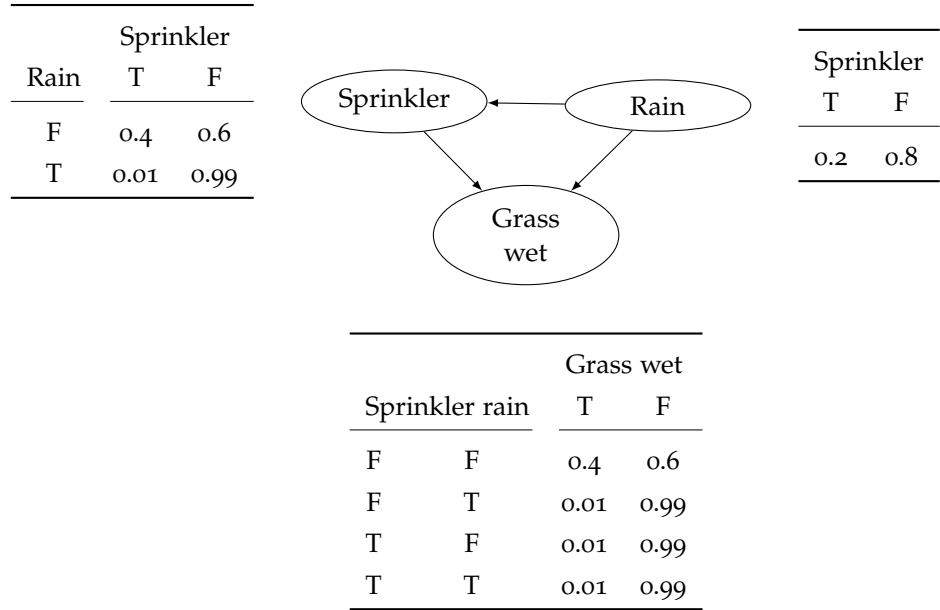 Sprinkler
Rain T F
F 0.4 0.6
T 0.01 0.99
Sprinkler
Rain
Grass
wet
Sprinkler
T F
0.2 0.8
Grass wet
Sprinkler rain T F
F F 0.4 0.6
F T 0.01 0.99
T F 0.01 0.99
T T 0.01 0.99